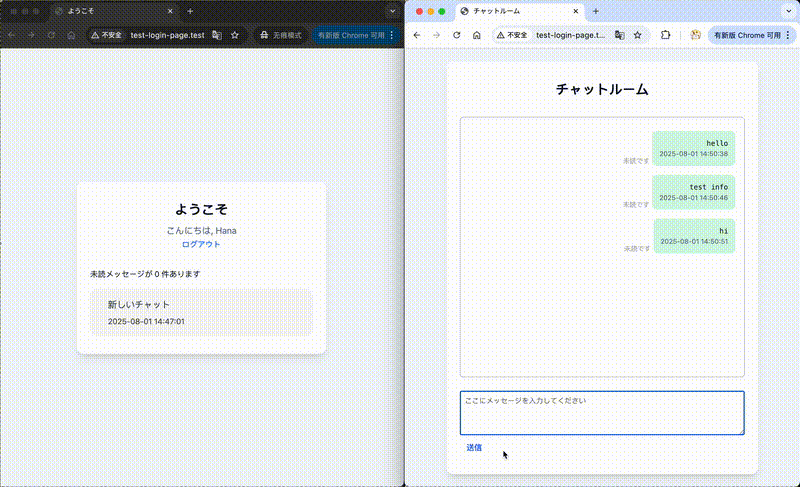 ようこそ
不安全
test-login-page.test
无痕模式
有新版 Chrome 可用
ようこそ
こんにちは, Hana
ログアウト
未読メッセージが 0 件あります
新しいチャット
2025-08-01 14:47:01
チャットルーム
不安全
test-login-page.t...
有新版 Chrome 可用
チャットルーム
hello
未読です
2025-08-01 14:50:38
test info
未読です
2025-08-01 14:50:46
hi
未読です
2025-08-01 14:50:51
ここにメッセージを入力してください
送信